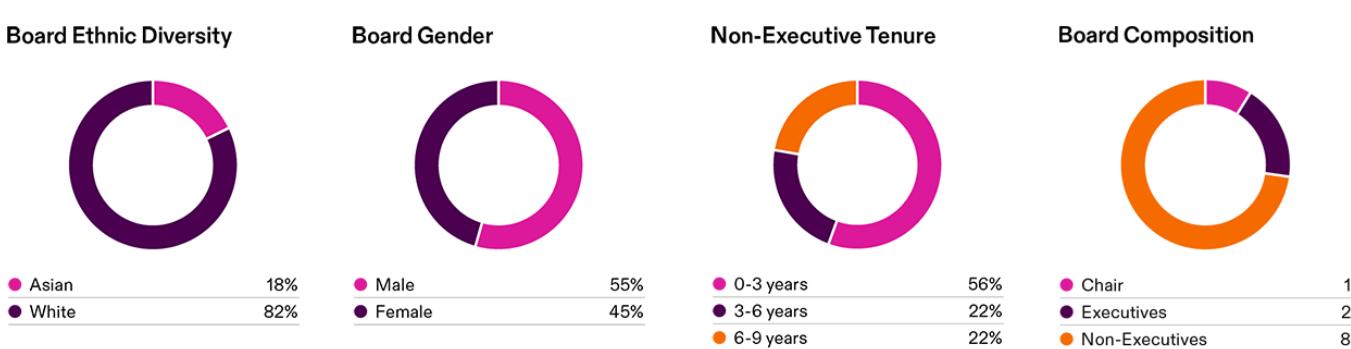 Board Ethnic Diversity
Asian 18%
White 82%
Board Gender
Male 55%
Female 45%
Non-Executive Tenure
0-3 years 56%
3-6 years 22%
6-9 years 22%
Board Composition
Chair 1
Executives 2
Non-Executives 8